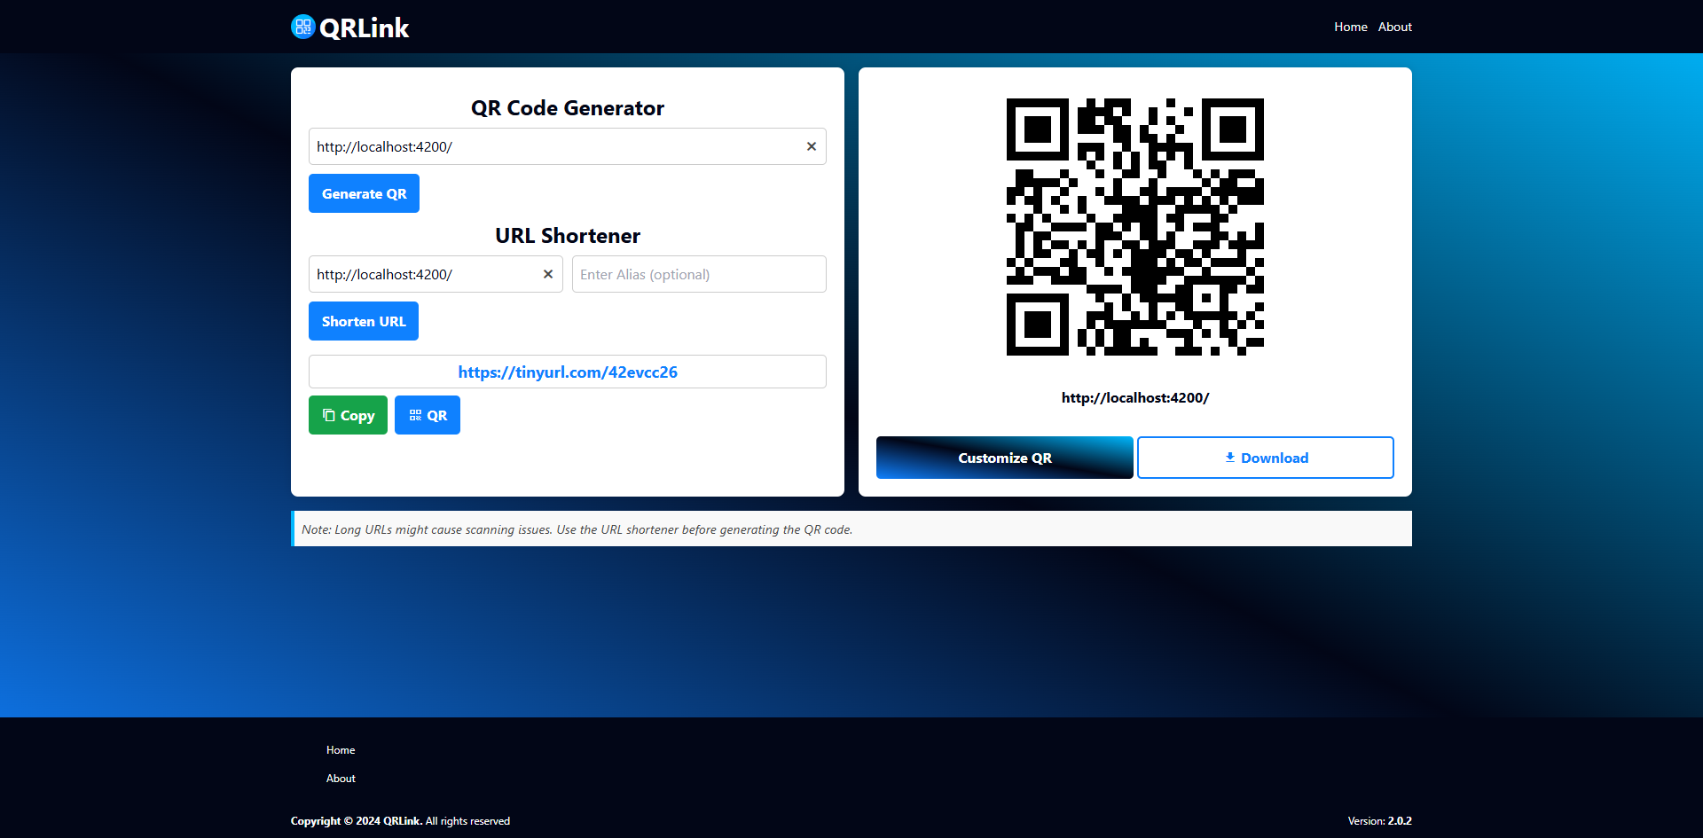 QRLink
Home About
QR Code Generator
http://localhost:4200/
Generate QR
URL Shortener
http://localhost:4200/ Enter Alias (optional)
Shorten URL
https://tinyurl.com/42evcc26
Copy QR
http://localhost:4200/
Customize QR Download
Note: Long URLs might cause scanning issues. Use the URL shortener before generating the QR code.
Home
About
Copyright © 2024 QRLink. All rights reserved
Version: 2.0.2